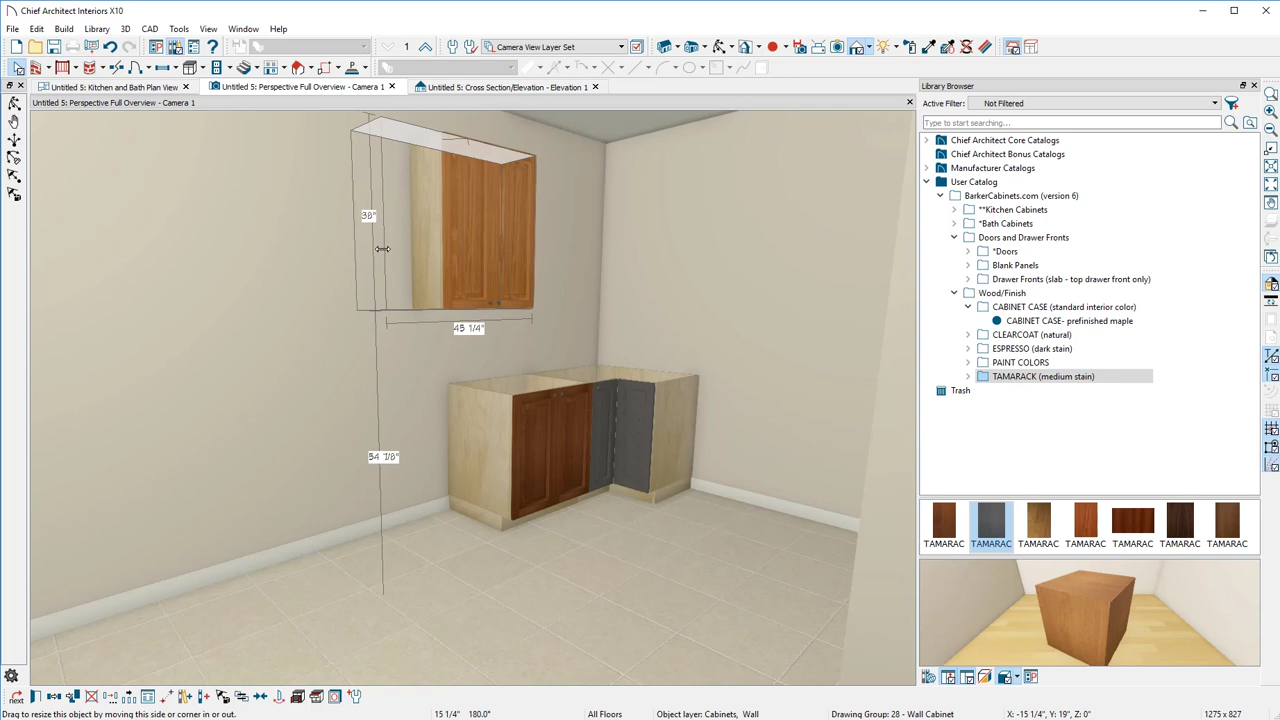 Chief Architect Interiors X10
File Edit Build Library 3D CAD Tools View Window Help
1 Camera View Layer Set
Untitled 5: Kitchen and Bath Plan View Untitled 5: Perspective Full Overview - Camera 1 Untitled 5: Cross Section/Elevation - Elevation 1
Untitled 5: Perspective Full Overview - Camera 1
Library Browser
Active Filter: Not Filtered
Type to start searching...
Chief Architect Core Catalogs
Chief Architect Bonus Catalogs
Manufacturer Catalogs
User Catalog
BarkerCabinets.com (version 6)
**Kitchen Cabinets
*Bath Cabinets
Doors and Drawer Fronts
*Doors
Blank Panels
Drawer Fronts (slab - top drawer front only)
Wood/Finish
CABINET CASE (standard interior color)
CABINET CASE- prefinished maple
CLEARCOAT (natural)
ESPRESSO (dark stain)
PAINT COLORS
TAMARACK (medium stain)
Trash
30"
45 1/4"
54 1/8"
TAMARAC TAMARAC TAMARAC TAMARAC TAMARAC TAMARAC TAMARAC
next
Drag to resize this object by moving this side or corner in or out. 15 1/4" 180.0° All Floors Object layer: Cabinets, Wall Drawing Group: 28 - Wall Cabinet X: -15 1/4", Y: 19", Z: 0" 1275 x 827